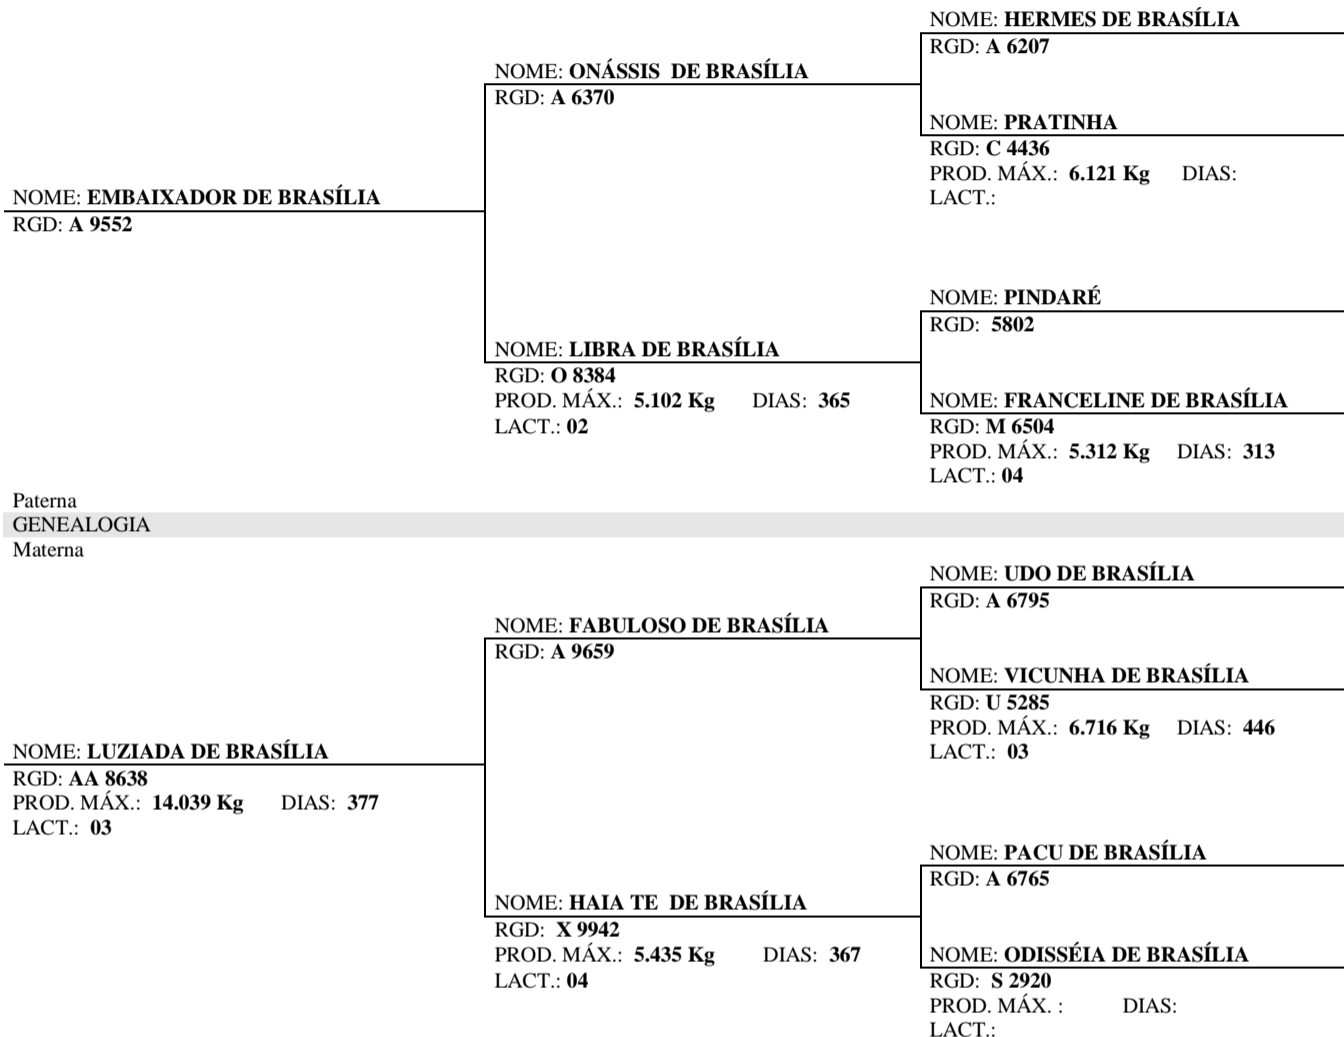 NOME: HERMES DE BRASÍLIA
RGD: A 6207
NOME: ONÁSSIS DE BRASÍLIA
RGD: A 6370
NOME: PRATINHA
RGD: C 4436
PROD. MÁX.: 6.121 Kg DIAS:
LACT.:
NOME: EMBAIXADOR DE BRASÍLIA
RGD: A 9552
NOME: PINDARÉ
RGD: 5802
NOME: LIBRA DE BRASÍLIA
RGD: O 8384
PROD. MÁX.: 5.102 Kg DIAS: 365
LACT.: 02
NOME: FRANCELINE DE BRASÍLIA
RGD: M 6504
PROD. MÁX.: 5.312 Kg DIAS: 313
LACT.: 04
Paterna
GENEALOGIA
Materna
NOME: UDO DE BRASÍLIA
RGD: A 6795
NOME: FABULOSO DE BRASÍLIA
RGD: A 9659
NOME: VICUNHA DE BRASÍLIA
RGD: U 5285
PROD. MÁX.: 6.716 Kg DIAS: 446
LACT.: 03
NOME: LUZIADA DE BRASÍLIA
RGD: AA 8638
PROD. MÁX.: 14.039 Kg DIAS: 377
LACT.: 03
NOME: PACU DE BRASÍLIA
RGD: A 6765
NOME: HAIA TE DE BRASÍLIA
RGD: X 9942
PROD. MÁX.: 5.435 Kg DIAS: 367
LACT.: 04
NOME: ODISSÉIA DE BRASÍLIA
RGD: S 2920
PROD. MÁX. : DIAS:
LACT.: